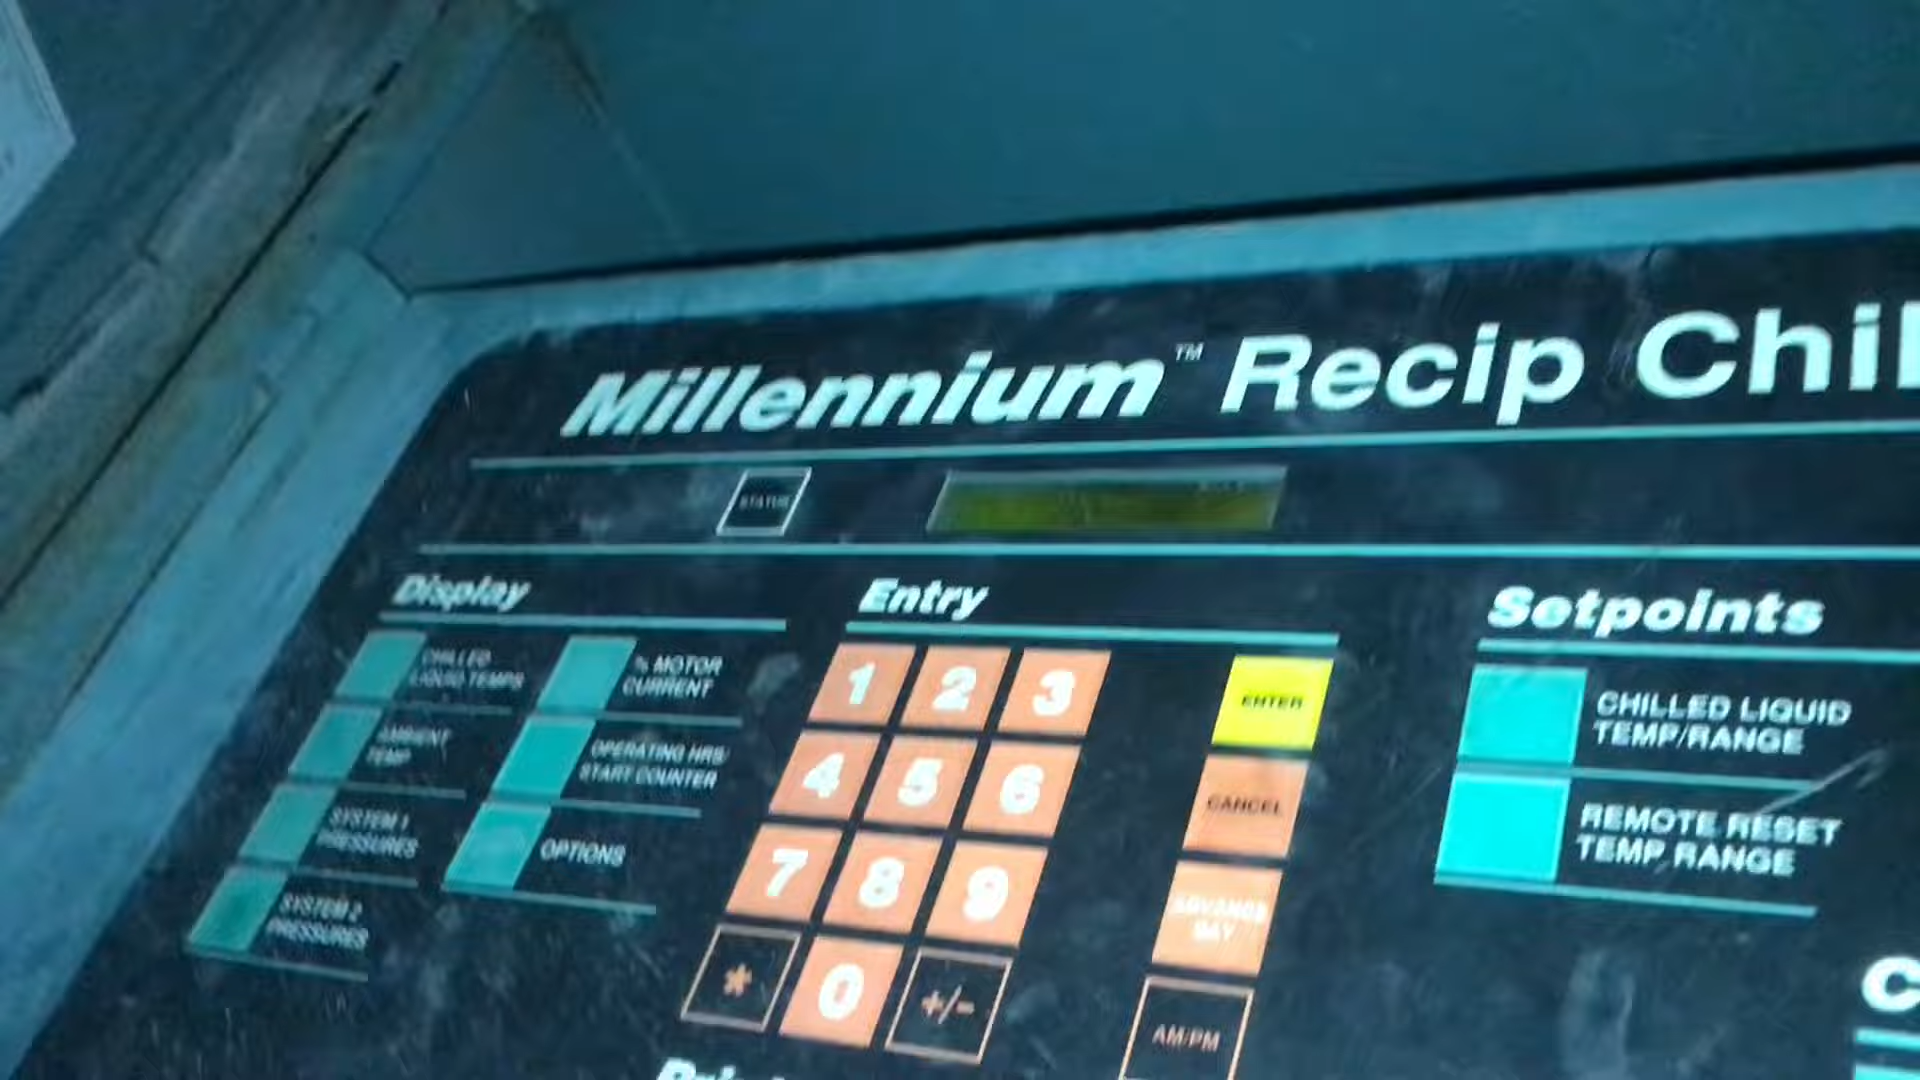 Millennium™ Recip Chil
STATUS
Display
CHILLED
LIQUID TEMPS
% MOTOR
CURRENT
AMBIENT
TEMP
OPERATING HRS/
START COUNTER
SYSTEM 1
PRESSURES
OPTIONS
SYSTEM 2
PRESSURES
Entry
1 2 3
4 5 6
7 8 9
* 0 +/-
ENTER
CANCEL
ADVANCE
DAY
AM/PM
Setpoints
CHILLED LIQUID
TEMP/RANGE
REMOTE RESET
TEMP RANGE
C